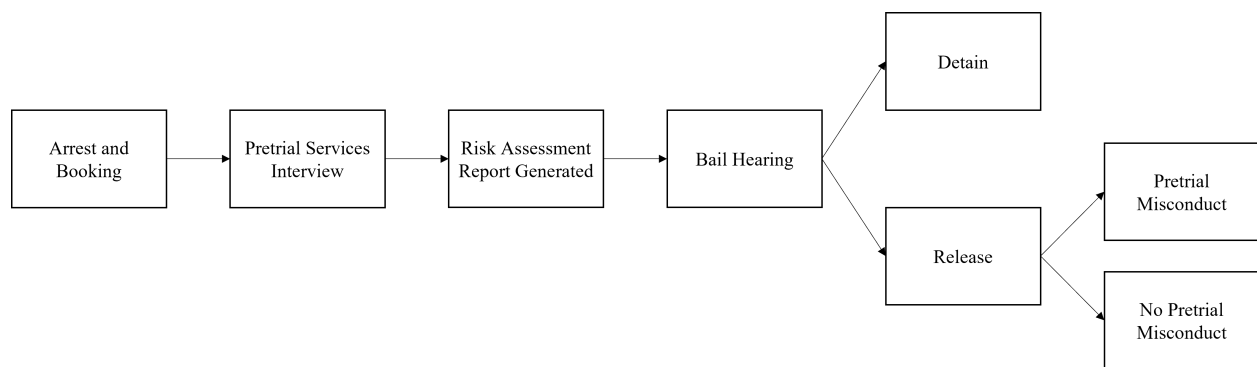 Arrest and
Booking
Pretrial Services
Interview
Risk Assessment
Report Generated
Bail Hearing
Detain
Release
Pretrial
Misconduct
No Pretrial
Misconduct